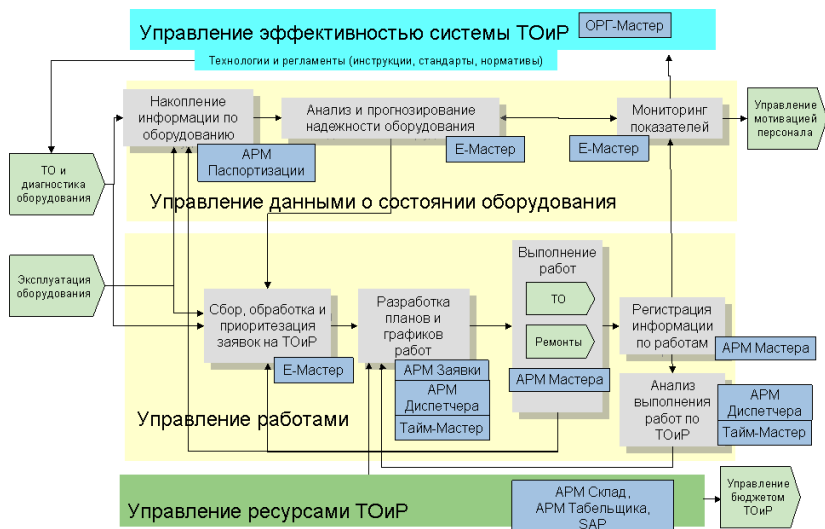 Управление эффективностью системы ТОиР
ОРГ-Мастер
Технологии и регламенты (инструкции, стандарты, нормативы)
Накопление
информации по
оборудованию
АРМ
Паспортизации
Анализ и прогнозирование
надежности оборудования
Е-Мастер
Мониторинг
показателей
Е-Мастер
Управление
мотивацией
персонала
ТО и
диагностика
оборудования
Управление данными о состоянии оборудования
Эксплуатация
оборудования
Сбор, обработка и
приоритезация
заявок на ТОиР
Е-Мастер
Разработка
планов и
графиков
работ
АРМ Заявки
АРМ
Диспетчера
Тайм-Мастер
Выполнение
работ
ТО
Ремонты
АРМ Мастера
Регистрация
информации
по работам
АРМ Мастера
Анализ
выполнения
работ по
ТОиР
АРМ
Диспетчера
Тайм-Мастер
Управление работами
Управление ресурсами ТОиР
АРМ Склад,
АРМ Табельщика,
SAP
Управление
бюджетом
ТОиР